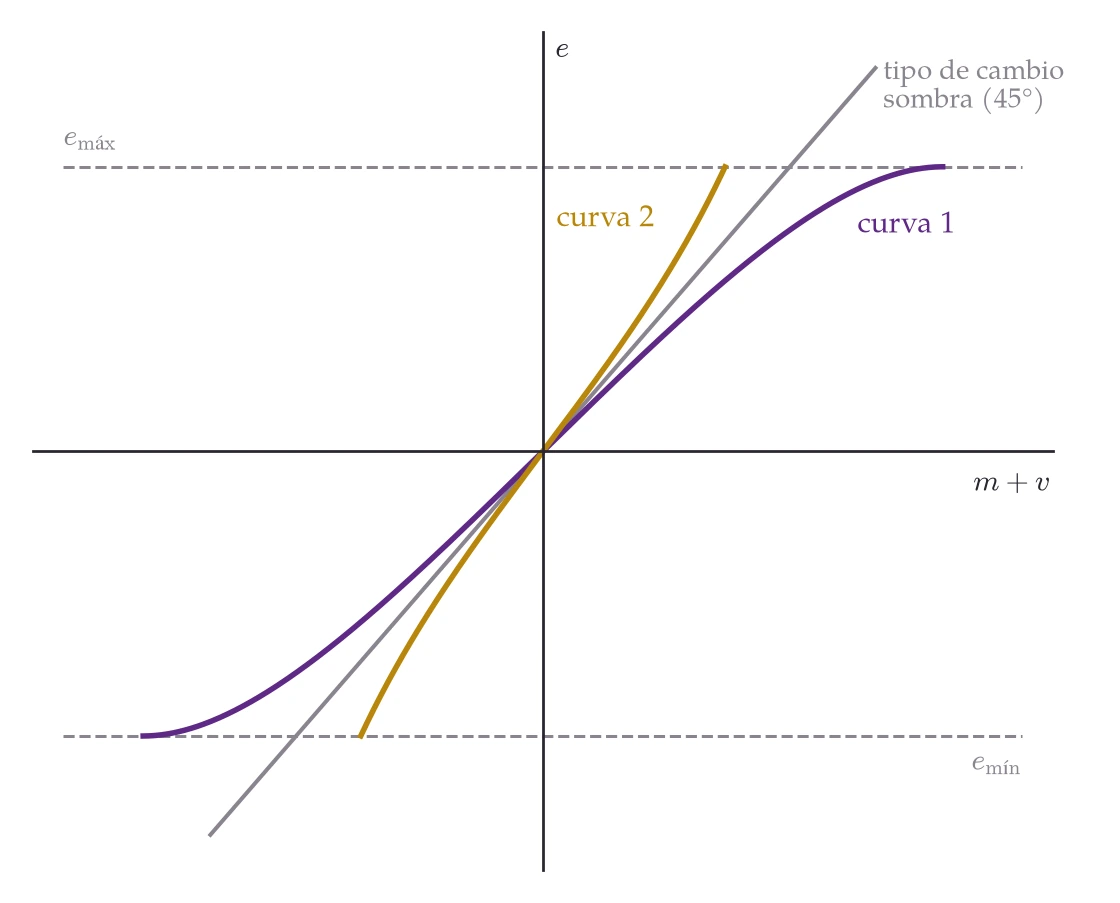 e
tipo de cambio
sombra (45°)
e_máx
curva 2
curva 1
m + v
e_mín